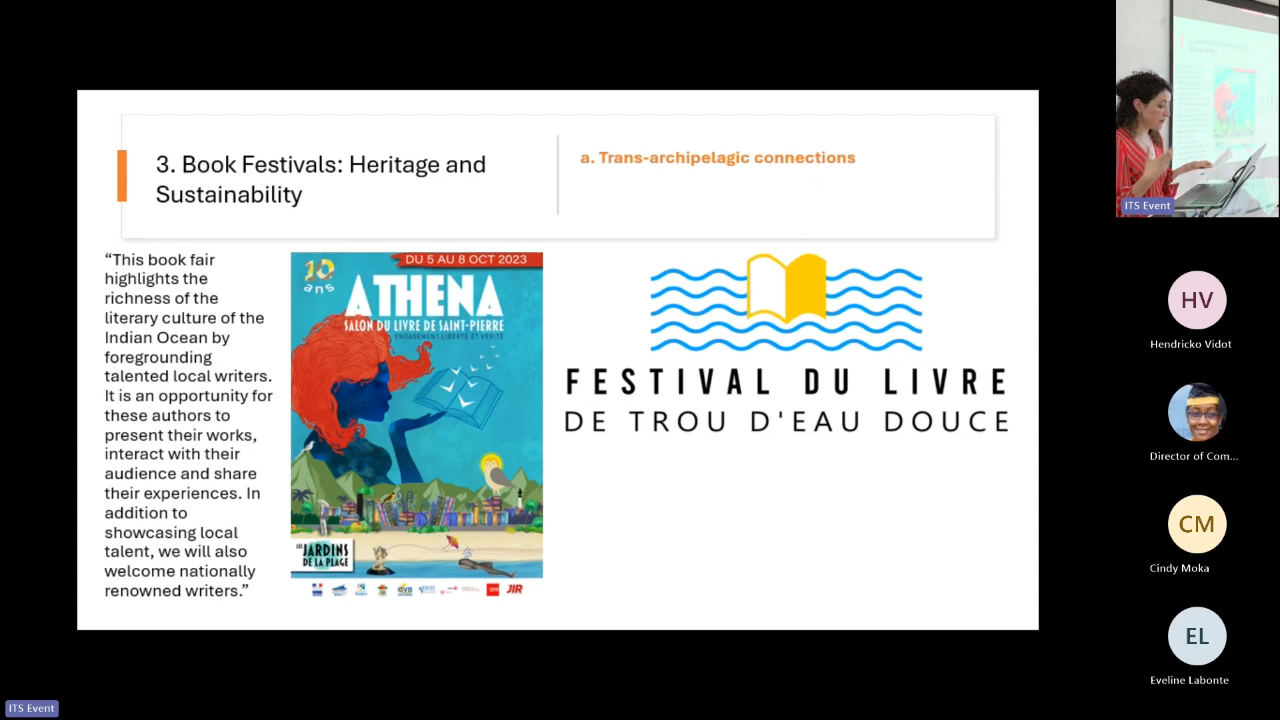 3. Book Festivals: Heritage and
Sustainability
a. Trans-archipelagic connections
“This book fair
highlights the
richness of the
literary culture of the
Indian Ocean by
foregrounding
talented local writers.
It is an opportunity for
these authors to
present their works,
interact with their
audience and share
their experiences. In
addition to
showcasing local
talent, we will also
welcome nationally
renowned writers.”
DU 5 AU 8 OCT 2023
10
ans
ATHENA
SALON DU LIVRE DE SAINT-PIERRE
ENGAGEMENT LIBERTÉ ET VÉRITÉ
LES JARDINS
DE LA PLAGE
JIR
FESTIVAL DU LIVRE
DE TROU D'EAU DOUCE
ITS Event
HV
Hendricko Vidot
Director of Com...
CM
Cindy Moka
EL
Eveline Labonte
ITS Event